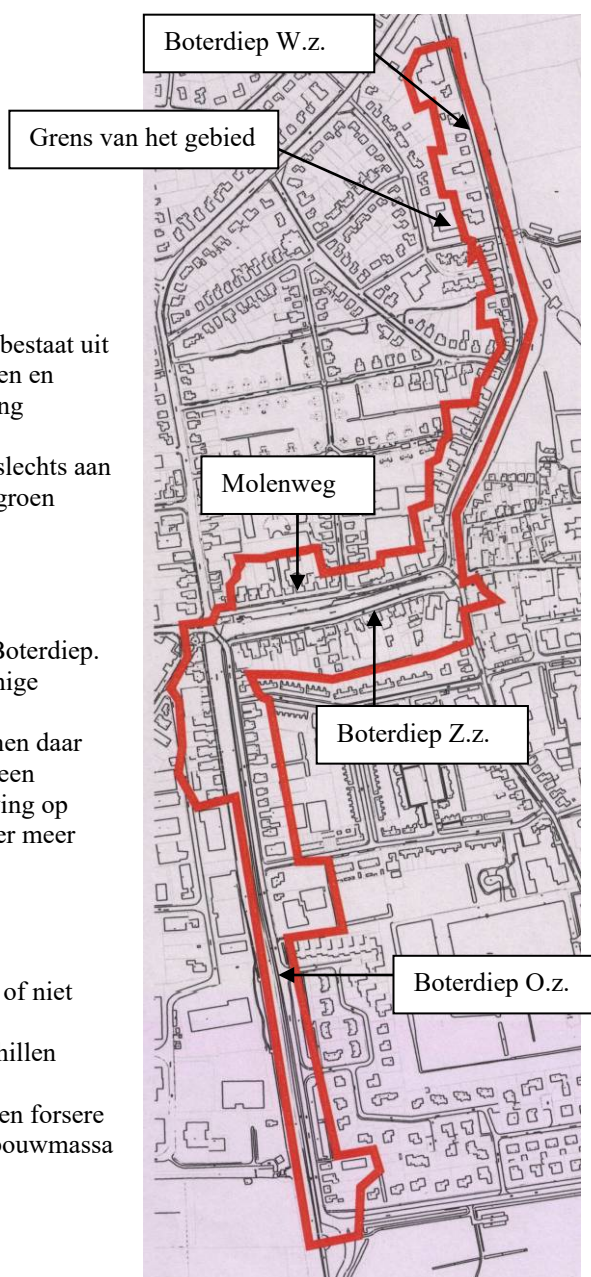 Boterdiep W.z.
Grens van het gebied
bestaat uit
en en
ng
slechts aan
groen
Molenweg
Boterdiep.
nige
Boterdiep Z.z.
nen daar
een
ing op
er meer
Boterdiep O.z.
of niet
hillen
en forsere
bouwmassa